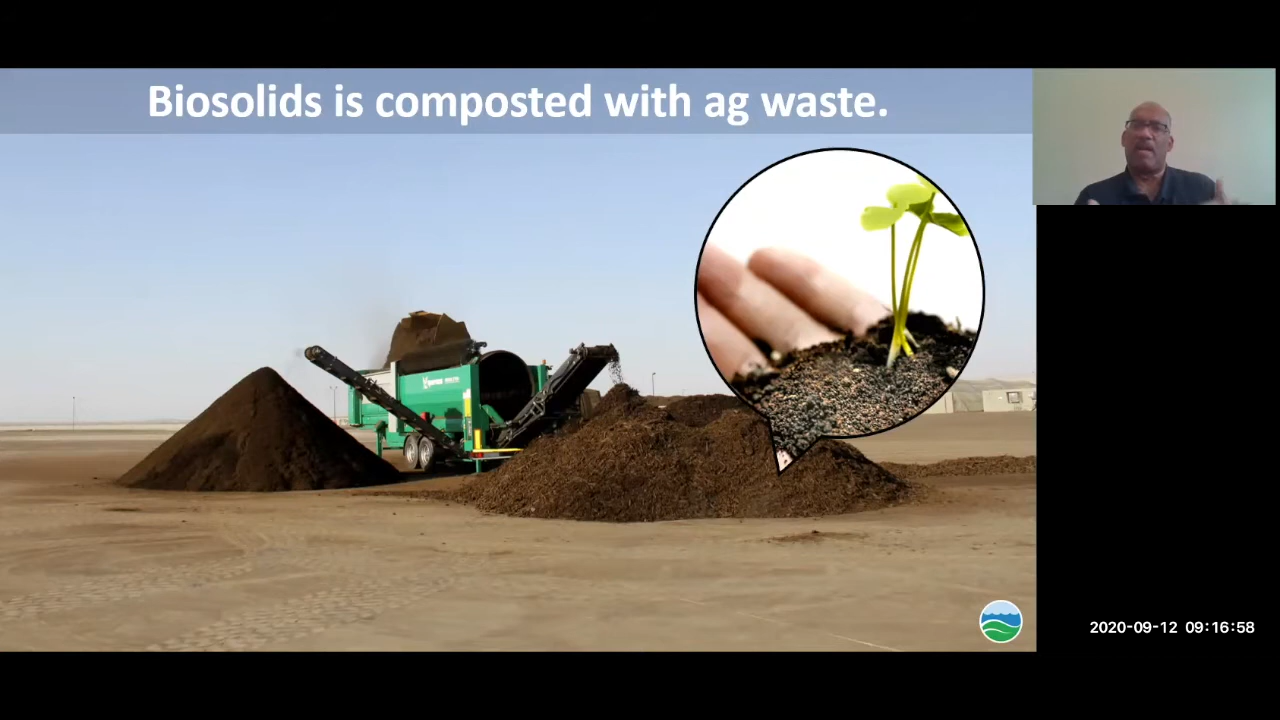 Biosolids is composted with ag waste.
2020-09-12 09:16:58